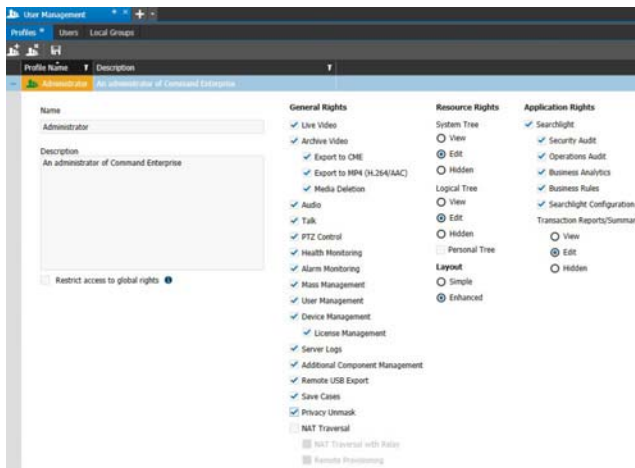 User Management
Profiles Users Local Groups
Profile Name Description
Administrator An administrator of Command Enterprise
Name
Administrator
Description
An administrator of Command Enterprise
Restrict access to global rights
General Rights
Live Video
Archive Video
Export to CME
Export to MP4 (H.264/AAC)
Media Deletion
Audio
Talk
PTZ Control
Health Monitoring
Alarm Monitoring
Mass Management
User Management
Device Management
License Management
Server Logs
Additional Component Management
Remote USB Export
Save Cases
Privacy Unmask
NAT Traversal
NAT Traversal with Relay
Remote Provisioning
Resource Rights
System Tree
View
Edit
Hidden
Logical Tree
View
Edit
Hidden
Personal Tree
Layout
Simple
Enhanced
Application Rights
Searchlight
Security Audit
Operations Audit
Business Analytics
Business Rules
Searchlight Configuration
Transaction Reports/Summar
View
Edit
Hidden